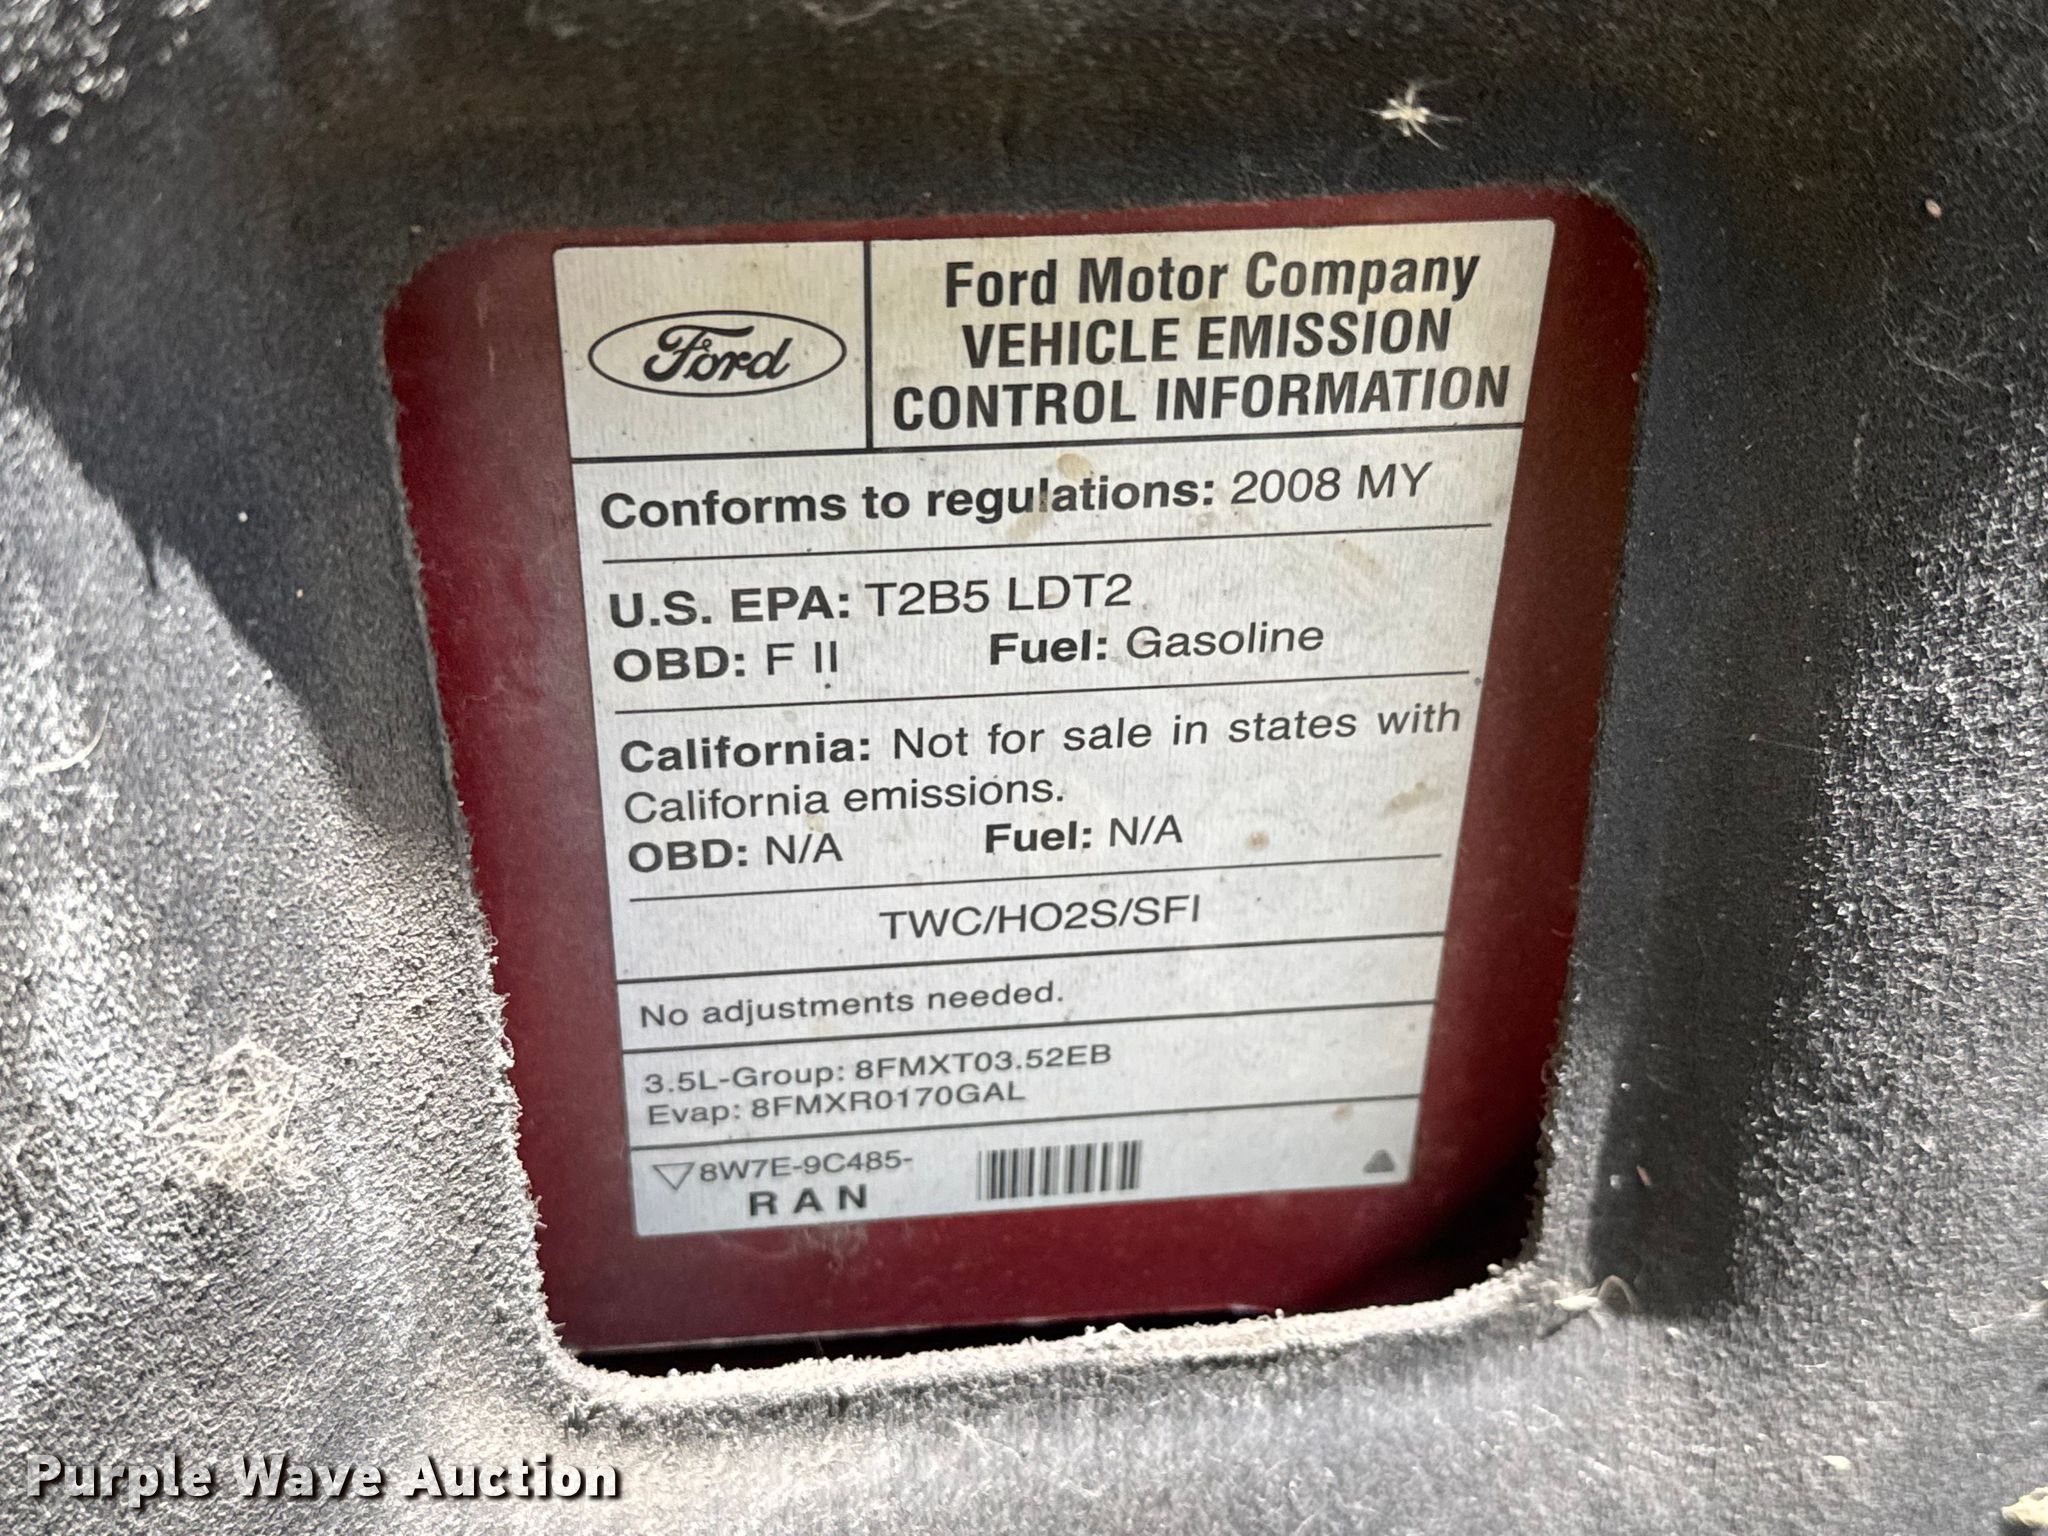 Ford
Ford Motor Company
VEHICLE EMISSION
CONTROL INFORMATION
Conforms to regulations: 2008 MY
U.S. EPA: T2B5 LDT2
OBD: F II Fuel: Gasoline
California: Not for sale in states with
California emissions.
OBD: N/A Fuel: N/A
TWC/HO2S/SFI
No adjustments needed.
3.5L-Group: 8FMXT03.52EB
Evap: 8FMXR0170GAL
8W7E-9C485-
R A N
Purple Wave Auction